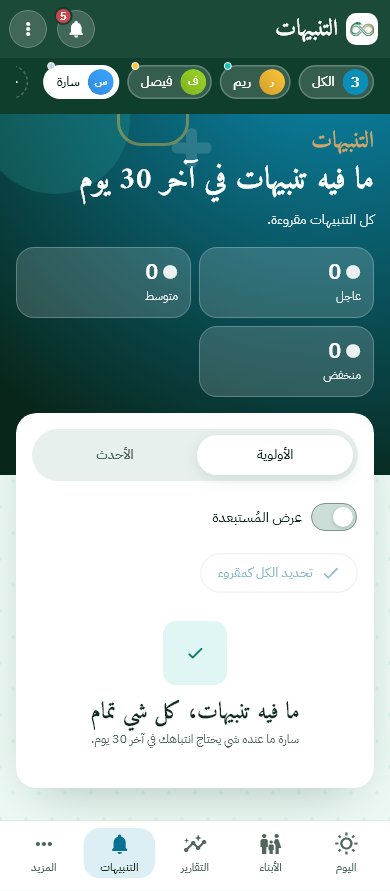 التنبيهات
5
3 الكل
ر ريم
ف فيصل
س سارة
التنبيهات
ما فيه تنبيهات في آخر 30 يوم
كل التنبيهات مقروءة.
0
عاجل
0
متوسط
0
منخفض
الأولوية
الأحدث
عرض المُستبعدة
تحديد الكل كمقروء
ما فيه تنبيهات، كل شي تمام
سارة ما عنده شي يحتاج انتباهك في آخر 30 يوم.
اليوم
الأبناء
التقارير
التنبيهات
المزيد